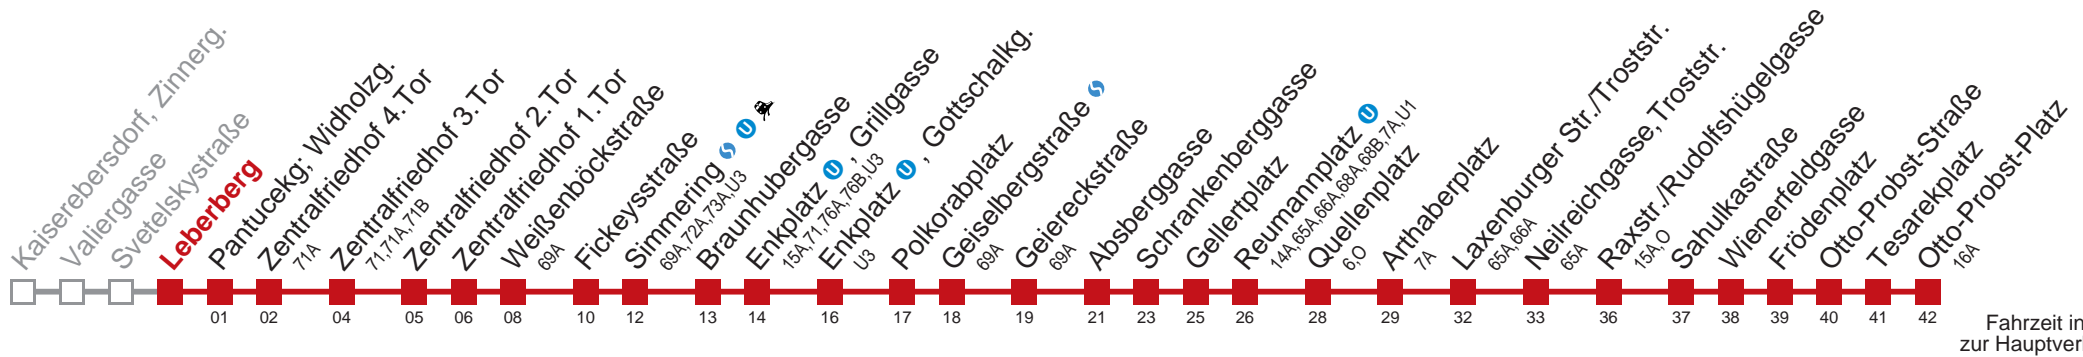 Kaiserebersdorf, Zinnerg.
Valiergasse
Svetelskystraße
Leberberg
Pantucekg; Widholzg.
Zentralfriedhof 4.Tor
71A
Zentralfriedhof 3.Tor
71,71A,71B
Zentralfriedhof 2.Tor
Zentralfriedhof 1.Tor
Weißenböckstraße
69A
Fickeysstraße
Simmering S U
69A,72A,73A,U3
Braunhubergasse
Enkplatz U , Grillgasse
15A,71,76A,76B,U3
Enkplatz U , Gottschalkg.
U3
Polkorabplatz
Geiselbergstraße S
69A
Geiereckstraße
69A
Absberggasse
Schrankenberggasse
Gellertplatz
Reumannplatz U
14A,65A,66A,68A,68B,7A,U1
Quellenplatz
6,O
Arthaberplatz
7A
Laxenburger Str./Troststr.
65A,66A
Neilreichgasse,Troststr.
65A
Raxstr./Rudolfshügelgasse
15A,O
Sahulkastraße
Wienerfeldgasse
Frödenplatz
Otto-Probst-Straße
Tesarekplatz
Otto-Probst-Platz
16A
01 02 04 05 06 08 10 12 13 14 16 17 18 19 21 23 25 26 28 29 32 33 36 37 38 39 40 41 42
Fahrzeit in
zur Hauptver